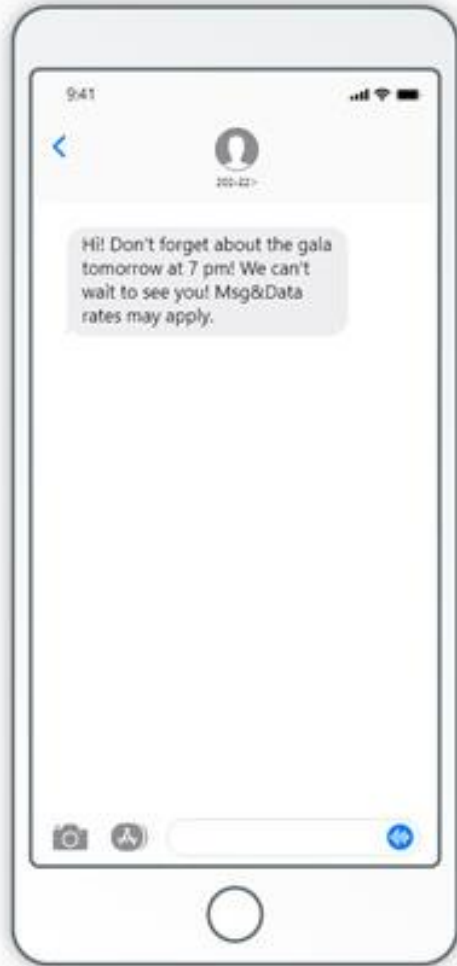 9:41
Hi! Don't forget about the gala
tomorrow at 7 pm! We can't
wait to see you! Msg&Data
rates may apply.